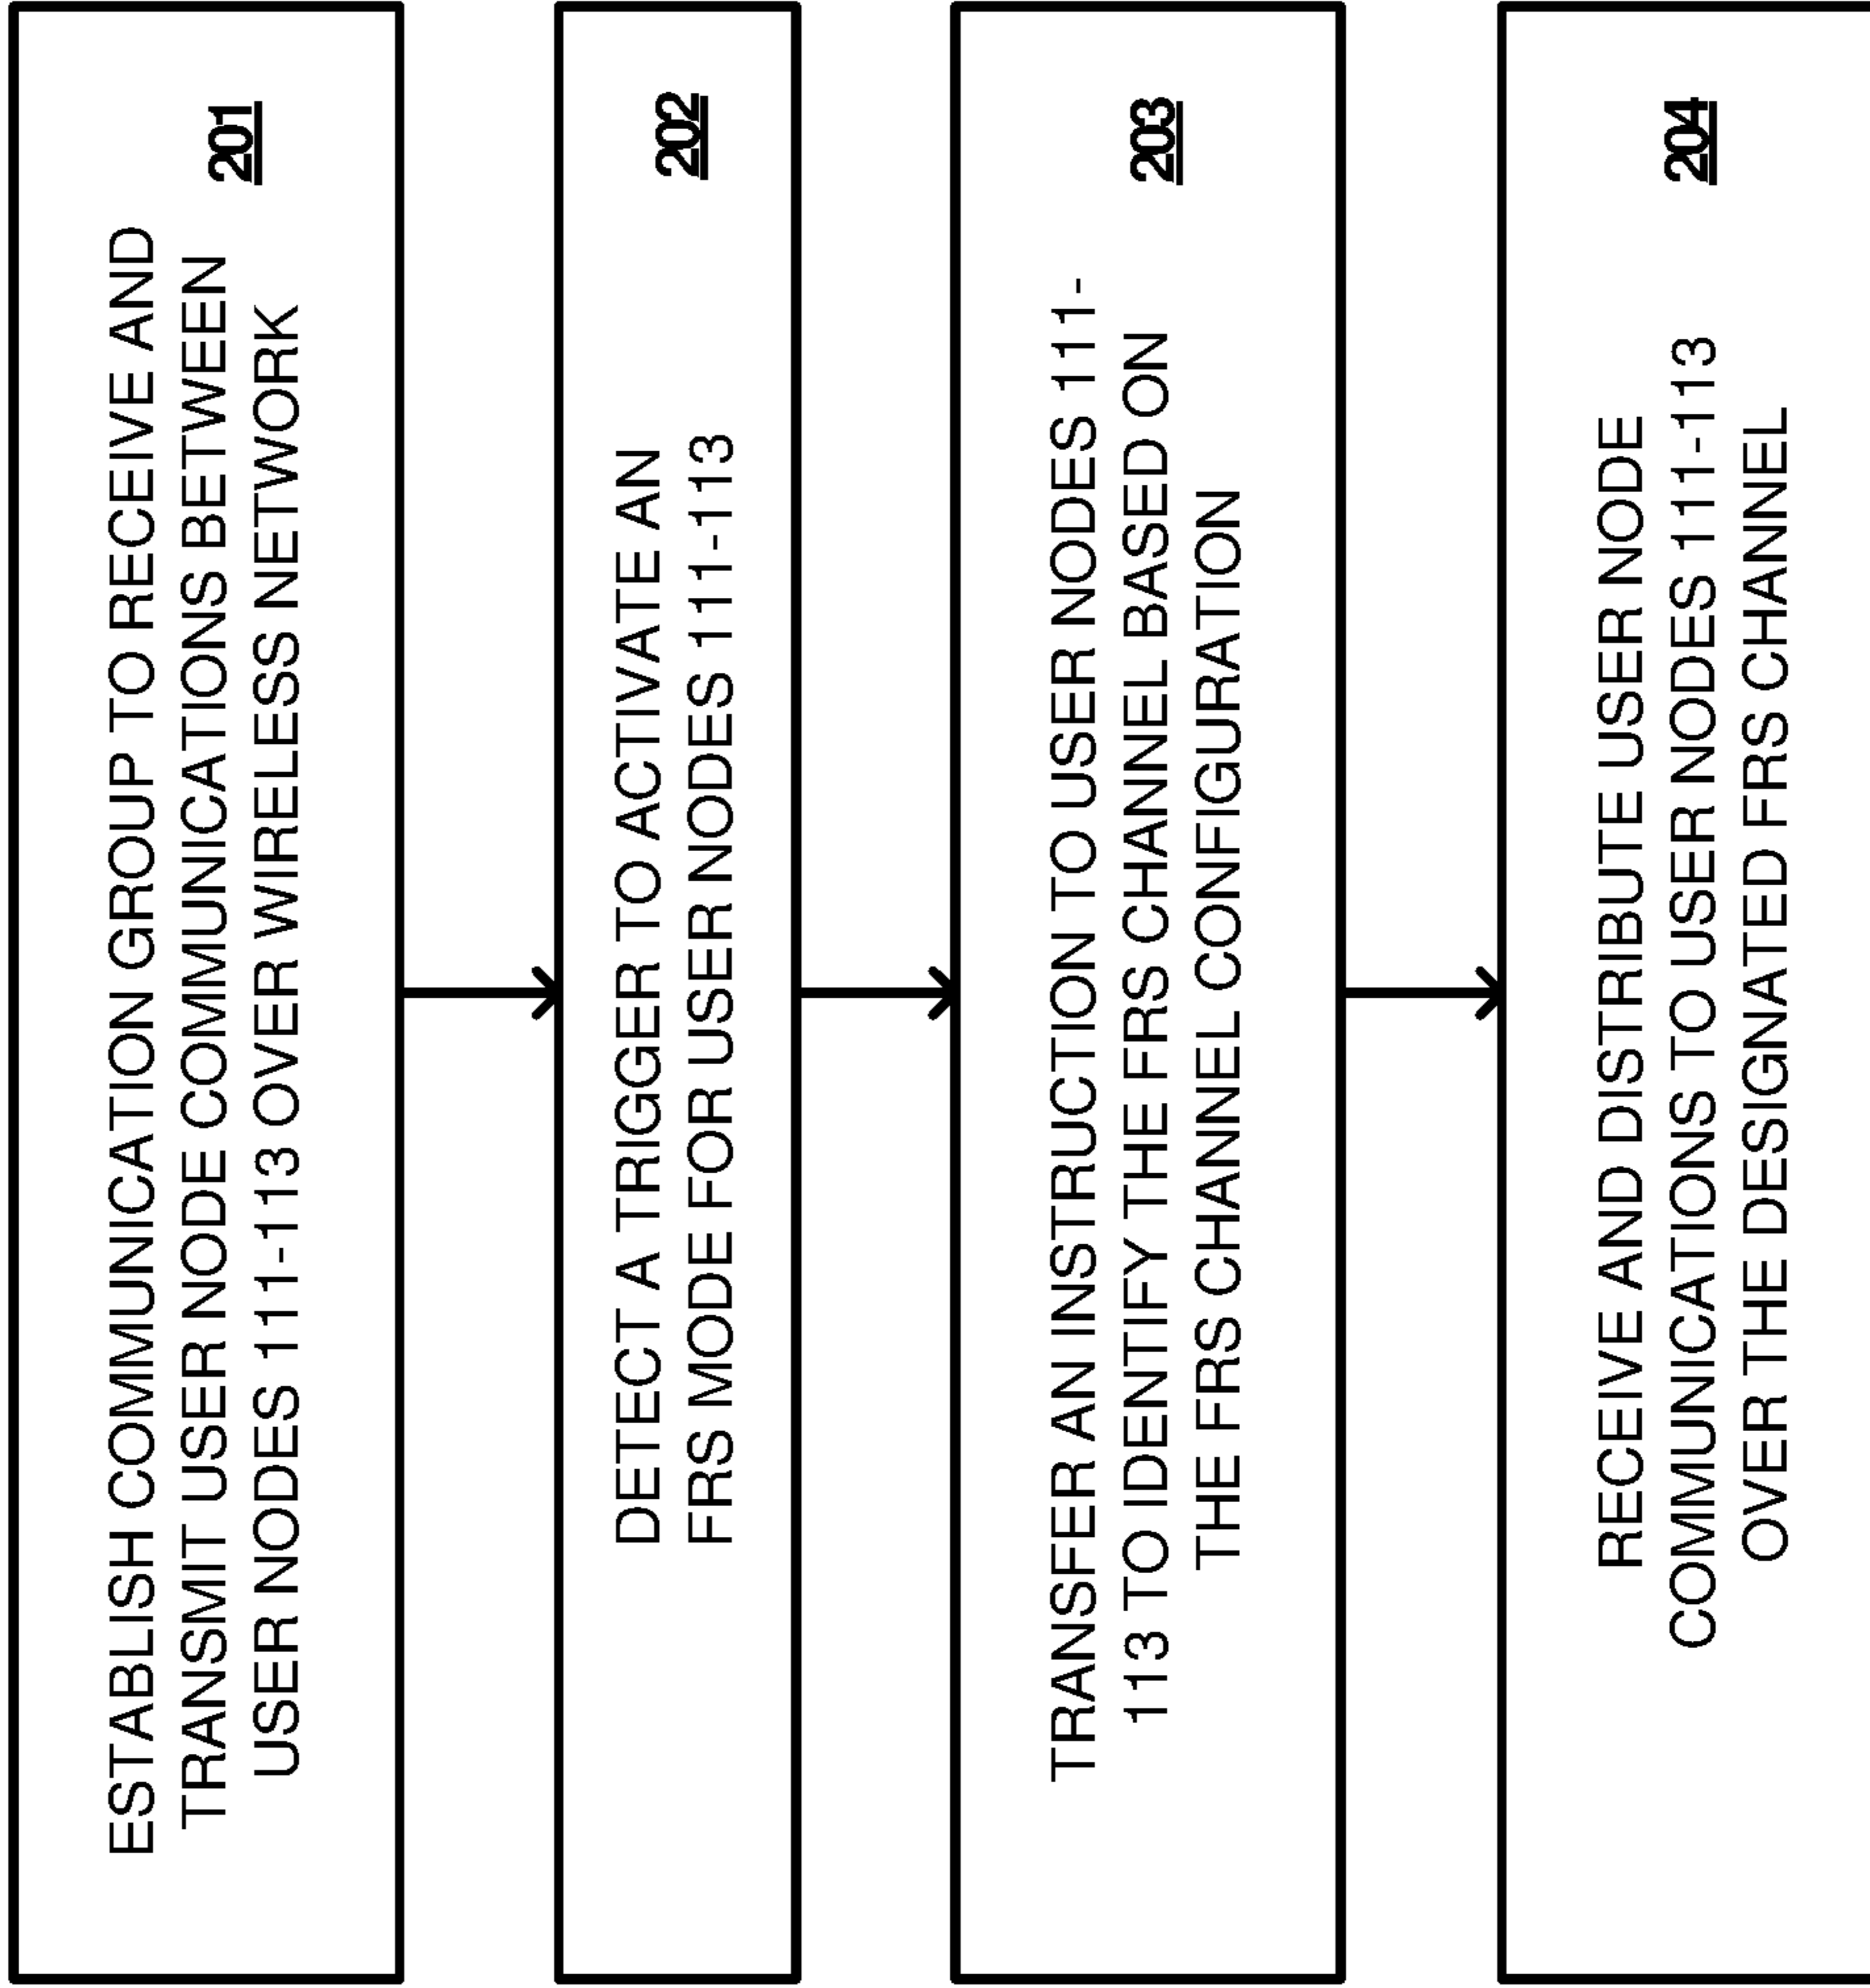 ESTABLISH COMMUNICATION GROUP TO RECEIVE AND
TRANSMIT USER NODE COMMUNICATIONS BETWEEN
USER NODES 111-113 OVER WIRELESS NETWORK
201
DETECT A TRIGGER TO ACTIVATE AN
FRS MODE FOR USER NODES 111-113
202
TRANSFER AN INSTRUCTION TO USER NODES 111-
113 TO IDENTIFY THE FRS CHANNEL BASED ON
THE FRS CHANNEL CONFIGURATION
203
RECEIVE AND DISTRIBUTE USER NODE
COMMUNICATIONS TO USER NODES 111-113
OVER THE DESIGNATED FRS CHANNEL
204